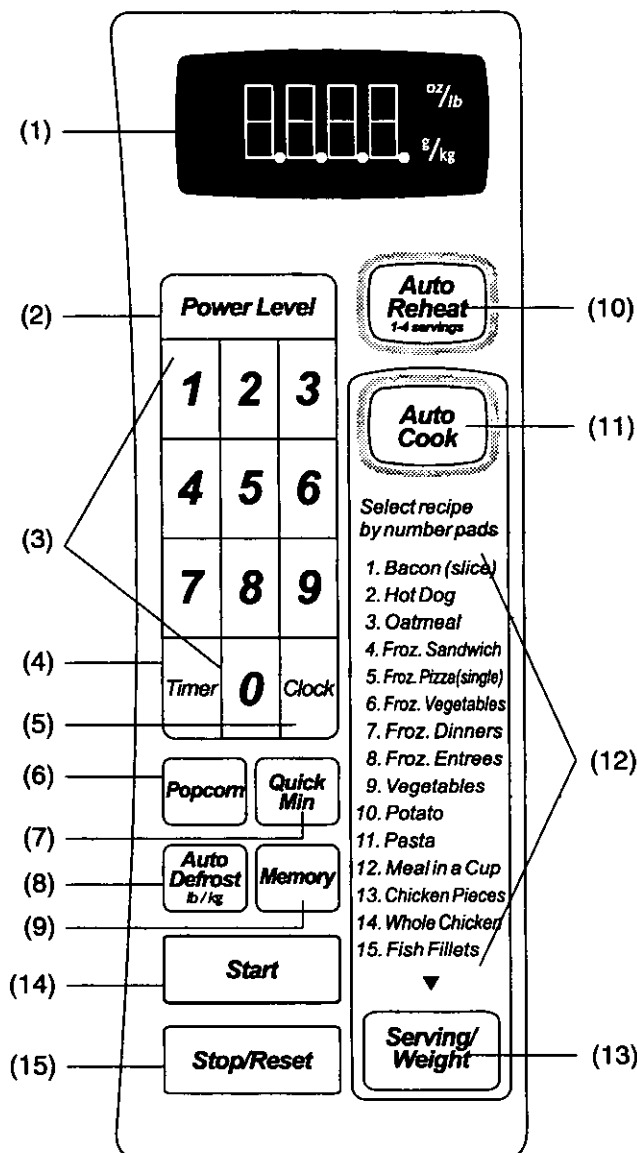 (1)
oz/lb
g/kg
(2)
Power Level
Auto
Reheat
1-4 servings
(10)
1 2 3
Auto
Cook
(11)
(3)
4 5 6
Select recipe
by number pads
7 8 9
1. Bacon (slice)
2. Hot Dog
3. Oatmeal
4. Froz. Sandwich
5. Froz. Pizza(single)
6. Froz. Vegetables
7. Froz. Dinners
8. Froz. Entrees
9. Vegetables
10. Potato
11. Pasta
12. Meal in a Cup
13. Chicken Pieces
14. Whole Chicken
15. Fish Fillets
(12)
(4)
Timer 0 Clock
(5)
(6)
Popcorn
Quick
Min
(7)
(8)
Auto
Defrost
lb/kg
Memory
(9)
(14)
Start
(15)
Stop/Reset
Serving/
Weight
(13)